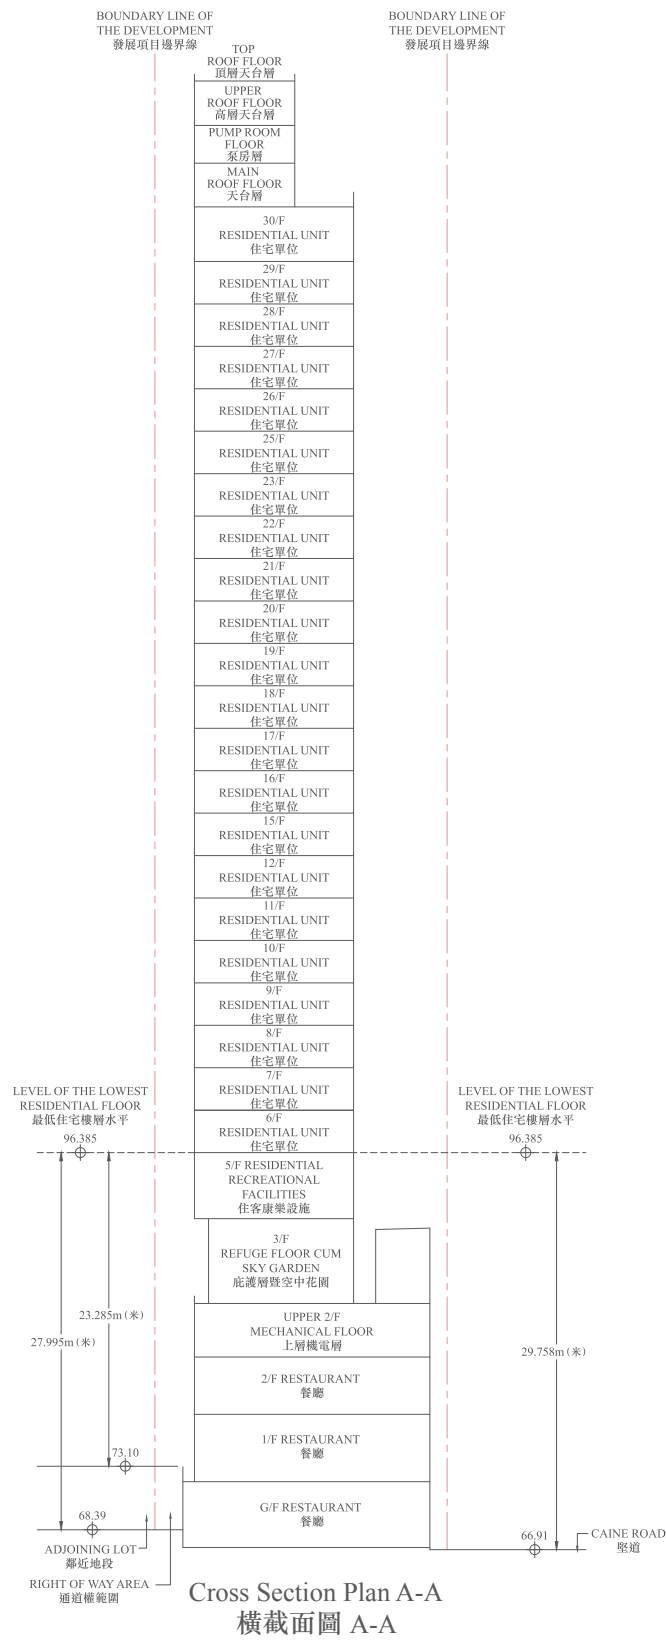 BOUNDARY LINE OF
THE DEVELOPMENT
發展項目邊界線
BOUNDARY LINE OF
THE DEVELOPMENT
發展項目邊界線
TOP
ROOF FLOOR
頂層天台層
UPPER
ROOF FLOOR
高層天台層
PUMP ROOM
FLOOR
泵房層
MAIN
ROOF FLOOR
天台層
30/F
RESIDENTIAL UNIT
住宅單位
29/F
RESIDENTIAL UNIT
住宅單位
28/F
RESIDENTIAL UNIT
住宅單位
27/F
RESIDENTIAL UNIT
住宅單位
26/F
RESIDENTIAL UNIT
住宅單位
25/F
RESIDENTIAL UNIT
住宅單位
23/F
RESIDENTIAL UNIT
住宅單位
22/F
RESIDENTIAL UNIT
住宅單位
21/F
RESIDENTIAL UNIT
住宅單位
20/F
RESIDENTIAL UNIT
住宅單位
19/F
RESIDENTIAL UNIT
住宅單位
18/F
RESIDENTIAL UNIT
住宅單位
17/F
RESIDENTIAL UNIT
住宅單位
16/F
RESIDENTIAL UNIT
住宅單位
15/F
RESIDENTIAL UNIT
住宅單位
12/F
RESIDENTIAL UNIT
住宅單位
11/F
RESIDENTIAL UNIT
住宅單位
10/F
RESIDENTIAL UNIT
住宅單位
9/F
RESIDENTIAL UNIT
住宅單位
8/F
RESIDENTIAL UNIT
住宅單位
7/F
RESIDENTIAL UNIT
住宅單位
6/F
RESIDENTIAL UNIT
住宅單位
LEVEL OF THE LOWEST
RESIDENTIAL FLOOR
最低住宅樓層水平
96.385
LEVEL OF THE LOWEST
RESIDENTIAL FLOOR
最低住宅樓層水平
96.385
5/F RESIDENTIAL
RECREATIONAL
FACILITIES
住客康樂設施
3/F
REFUGE FLOOR CUM
SKY GARDEN
庇護層暨空中花園
UPPER 2/F
MECHANICAL FLOOR
上層機電層
2/F RESTAURANT
餐廳
1/F RESTAURANT
餐廳
G/F RESTAURANT
餐廳
23.285m(米)
27.995m(米)
29.758m(米)
73.10
68.39
66.91
ADJOINING LOT
鄰近地段
RIGHT OF WAY AREA
通道權範圍
CAINE ROAD
堅道
Cross Section Plan A-A
橫截面圖 A-A